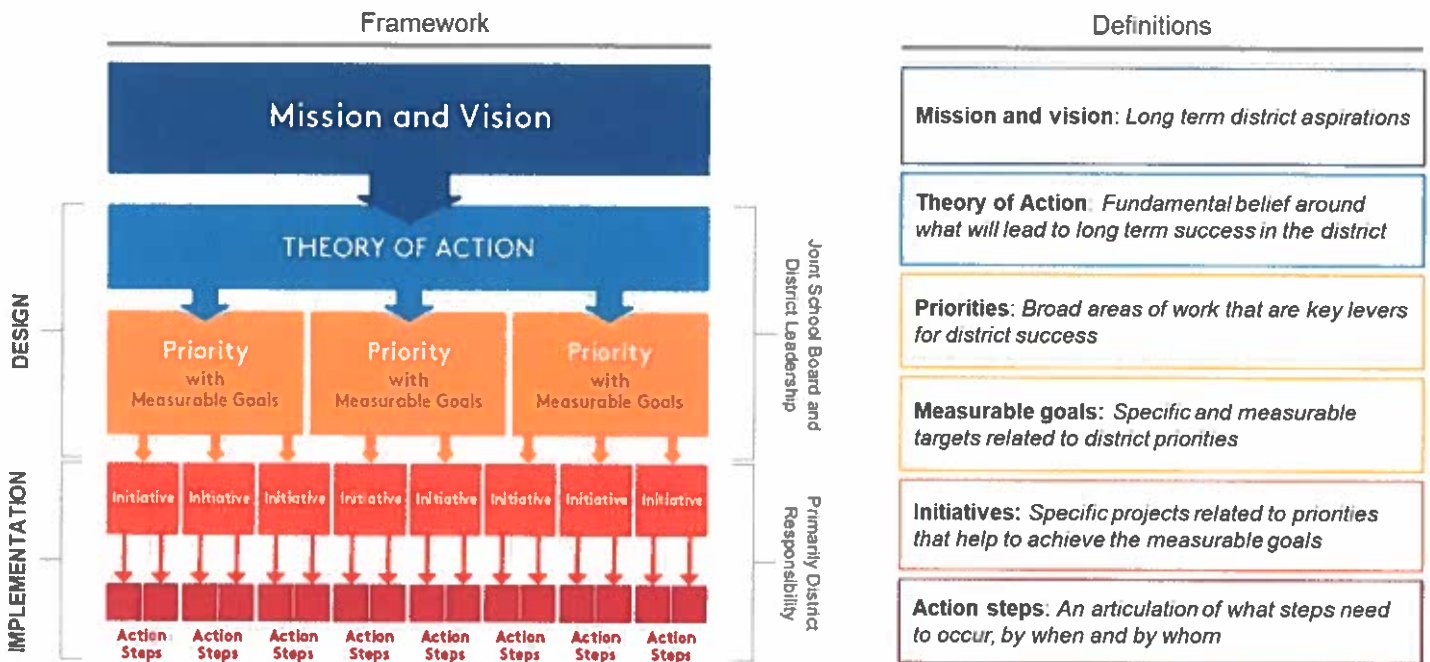 Framework
Mission and Vision
THEORY OF ACTION
DESIGN
Priority
with
Measurable Goals
Priority
with
Measurable Goals
Priority
with
Measurable Goals
Joint School Board and
District Leadership
IMPLEMENTATION
Initiative
Initiative
Initiative
Initiative
Initiative
Initiative
Initiative
Initiative
Primarily District
Responsibility
Action
Steps
Action
Steps
Action
Steps
Action
Steps
Action
Steps
Action
Steps
Action
Steps
Action
Steps
Definitions
Mission and vision: Long term district aspirations
Theory of Action: Fundamental belief around
what will lead to long term success in the district
Priorities: Broad areas of work that are key levers
for district success
Measurable goals: Specific and measurable
targets related to district priorities
Initiatives: Specific projects related to priorities
that help to achieve the measurable goals
Action steps: An articulation of what steps need
to occur, by when and by whom